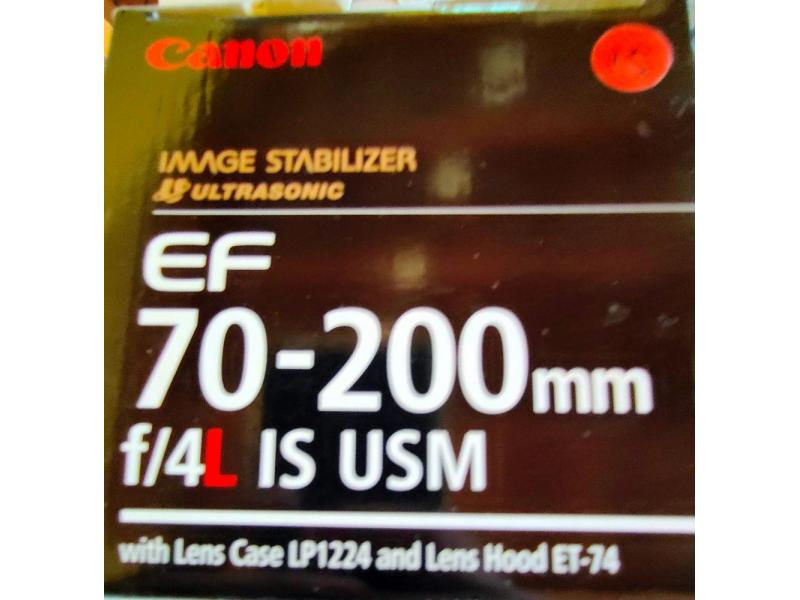 Canon
IMAGE STABILIZER
ULTRASONIC
EF
70-200mm
f/4L IS USM
with Lens Case LP1224 and Lens Hood ET-74